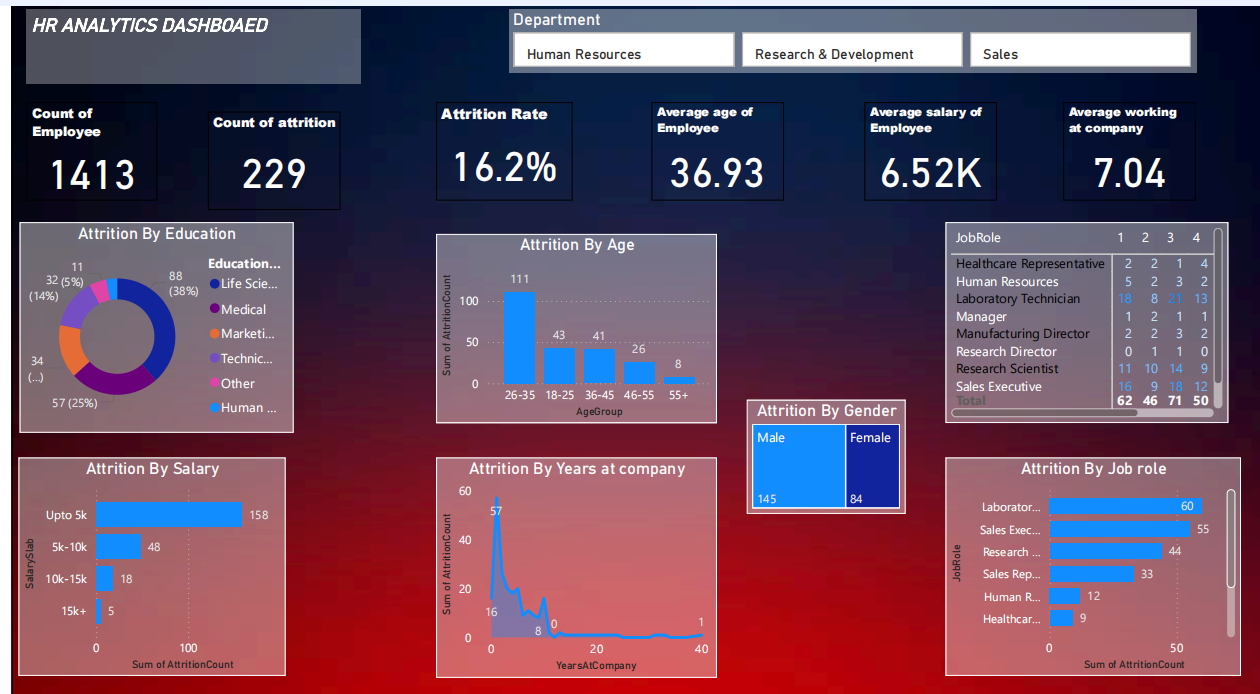 HR ANALYTICS DASHBOAED
Department
Human Resources
Research & Development
Sales
Count of
Employee
1413
Count of attrition
229
Attrition Rate
16.2%
Average age of
Employee
36.93
Average salary of
Employee
6.52K
Average working
at company
7.04
Attrition By Education
88
(38%)
57 (25%)
34
(...)
32
(14%)
11
(5%)
Education...
Life Scie...
Medical
Marketi...
Technic...
Other
Human ...
Attrition By Age
Sum of AttritionCount
100
50
0
111
43
41
26
8
26-35 18-25 36-45 46-55 55+
AgeGroup
JobRole 1 2 3 4
Healthcare Representative 2 2 1 4
Human Resources 5 2 3 2
Laboratory Technician 18 8 21 13
Manager 1 2 1 1
Manufacturing Director 2 2 3 2
Research Director 0 1 1 0
Research Scientist 11 10 14 9
Sales Executive 16 9 18 12
Total 62 46 71 50
Attrition By Gender
Male
145
Female
84
Attrition By Salary
SalarySlab
Upto 5k 158
5k-10k 48
10k-15k 18
15k+ 5
0 100
Sum of AttritionCount
Attrition By Years at company
Sum of AttritionCount
60
40
20
0
57
16
8
0
1
0 20 40
YearsAtCompany
Attrition By Job role
JobRole
Laborator... 60
Sales Exec... 55
Research ... 44
Sales Rep... 33
Human R... 12
Healthcar... 9
0 50
Sum of AttritionCount